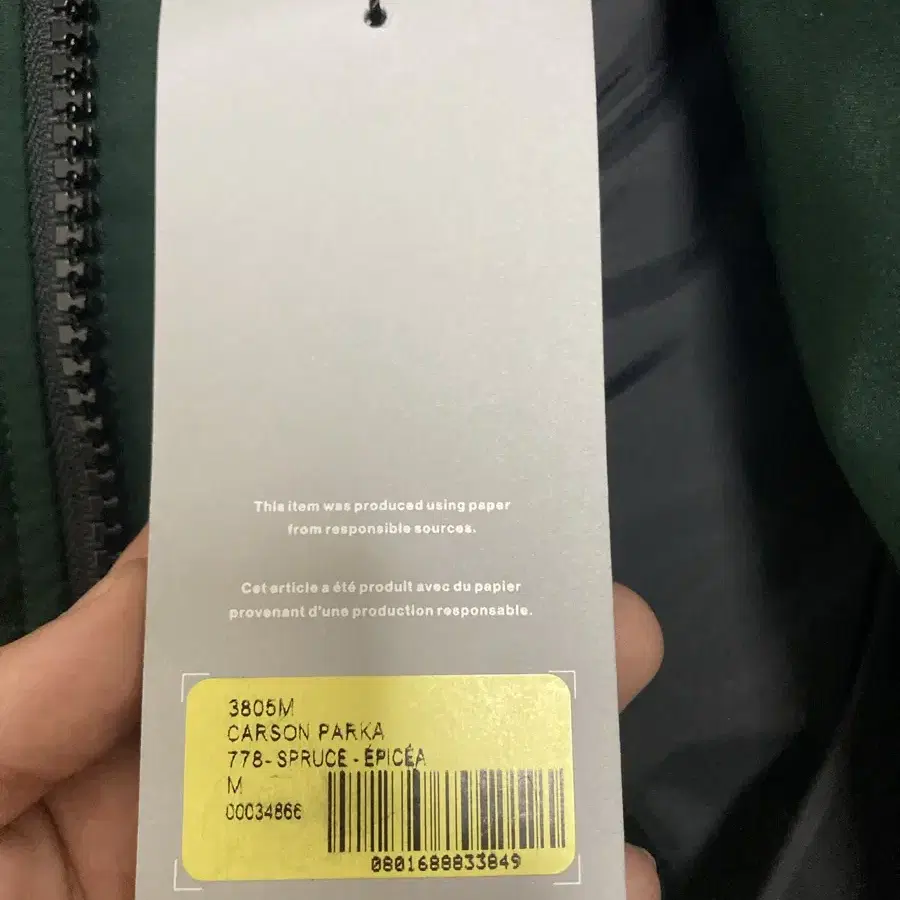 This item was produced using paper
from responsible sources.
Cet article a été produit avec du papier
provenant d'une production responsable.
3805M
CARSON PARKA
778- SPRUCE - ÉPICÉA
M
00034866
0801688833849